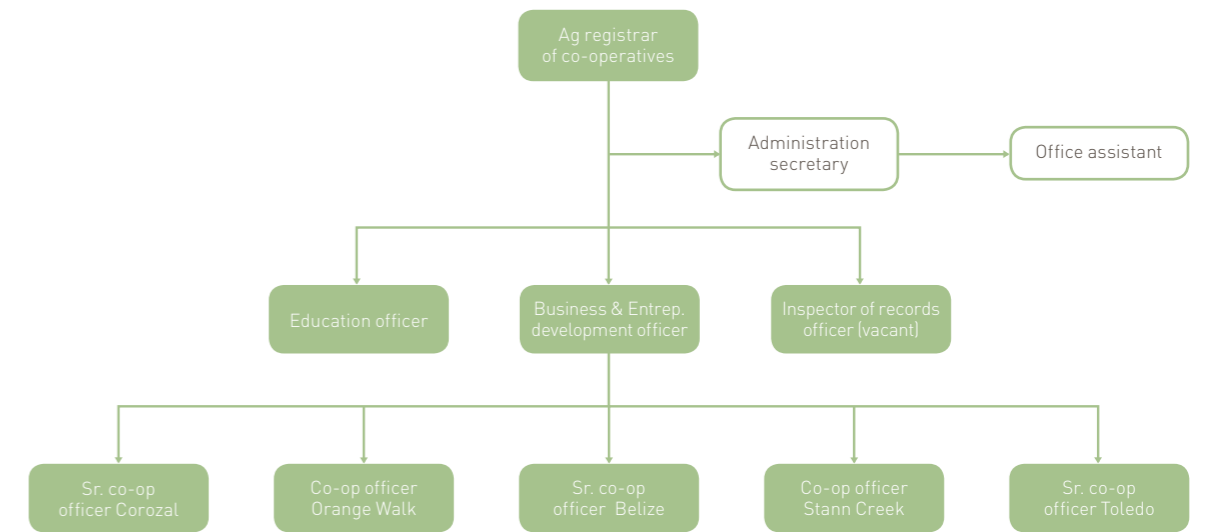 Ag registrar
of co-operatives
Administration
secretary
Office assistant
Education officer
Business & Entrep.
development officer
Inspector of records
officer (vacant)
Sr. co-op
officer Corozal
Co-op officer
Orange Walk
Sr. co-op
officer Belize
Co-op officer
Stann Creek
Sr. co-op
officer Toledo